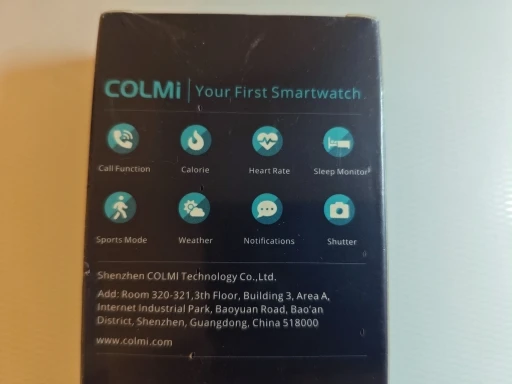 COLMi | Your First Smartwatch
Call Function Calorie Heart Rate Sleep Monitor
Sports Mode Weather Notifications Shutter
Shenzhen COLMI Technology Co.,Ltd.
Add: Room 320-321,3th Floor, Building 3, Area A,
Internet Industrial Park, Baoyuan Road, Bao'an
District, Shenzhen, Guangdong, China 518000
www.colmi.com